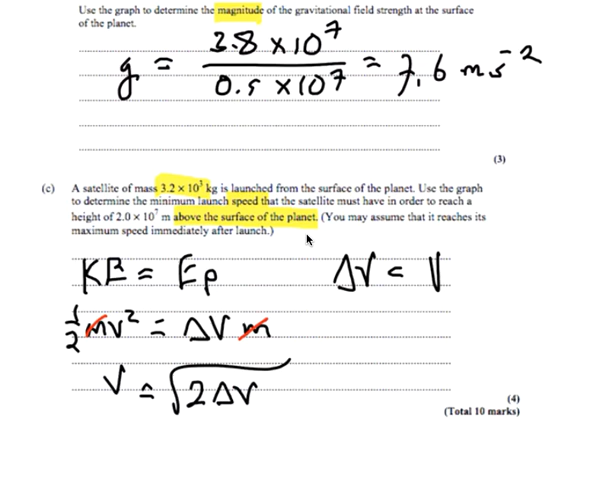 Use the graph to determine the magnitude of the gravitational field strength at the surface
of the planet.
g = 3.8 × 10⁷ / 0.5 × 10⁷ = 7.6 ms⁻²
(3)
(c) A satellite of mass 3.2 × 10³ kg is launched from the surface of the planet. Use the graph
to determine the minimum launch speed that the satellite must have in order to reach a
height of 2.0 × 10⁷ m above the surface of the planet. (You may assume that it reaches its
maximum speed immediately after launch.)
KE = Ep ΔV = V
1/2 mv² = ΔV m
V = √2ΔV
(4)
(Total 10 marks)